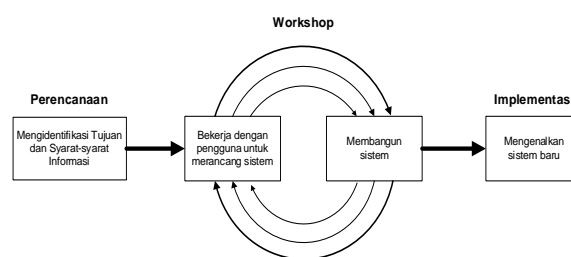 Workshop
Perencanaan
Implementas
Mengidentifikasi Tujuan
dan Syarat-syarat
Informasi
Bekerja dengan
pengguna untuk
merancang sistem
Membangun
sistem
Mengenalkan
sistem baru